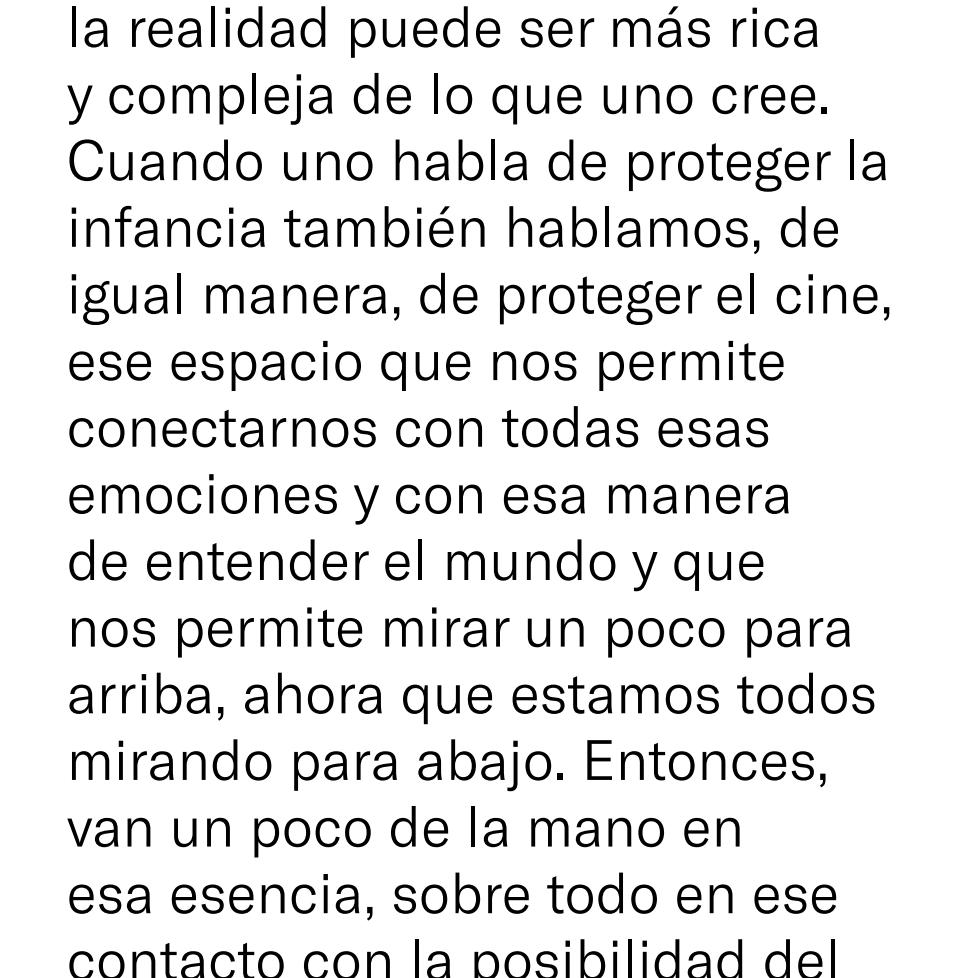 la realidad puede ser más rica
y compleja de lo que uno cree.
Cuando uno habla de proteger la
infancia también hablamos, de
igual manera, de proteger el cine,
ese espacio que nos permite
conectarnos con todas esas
emociones y con esa manera
de entender el mundo y que
nos permite mirar un poco para
arriba, ahora que estamos todos
mirando para abajo. Entonces,
van un poco de la mano en
esa esencia, sobre todo en ese
contacto con la posibilidad del